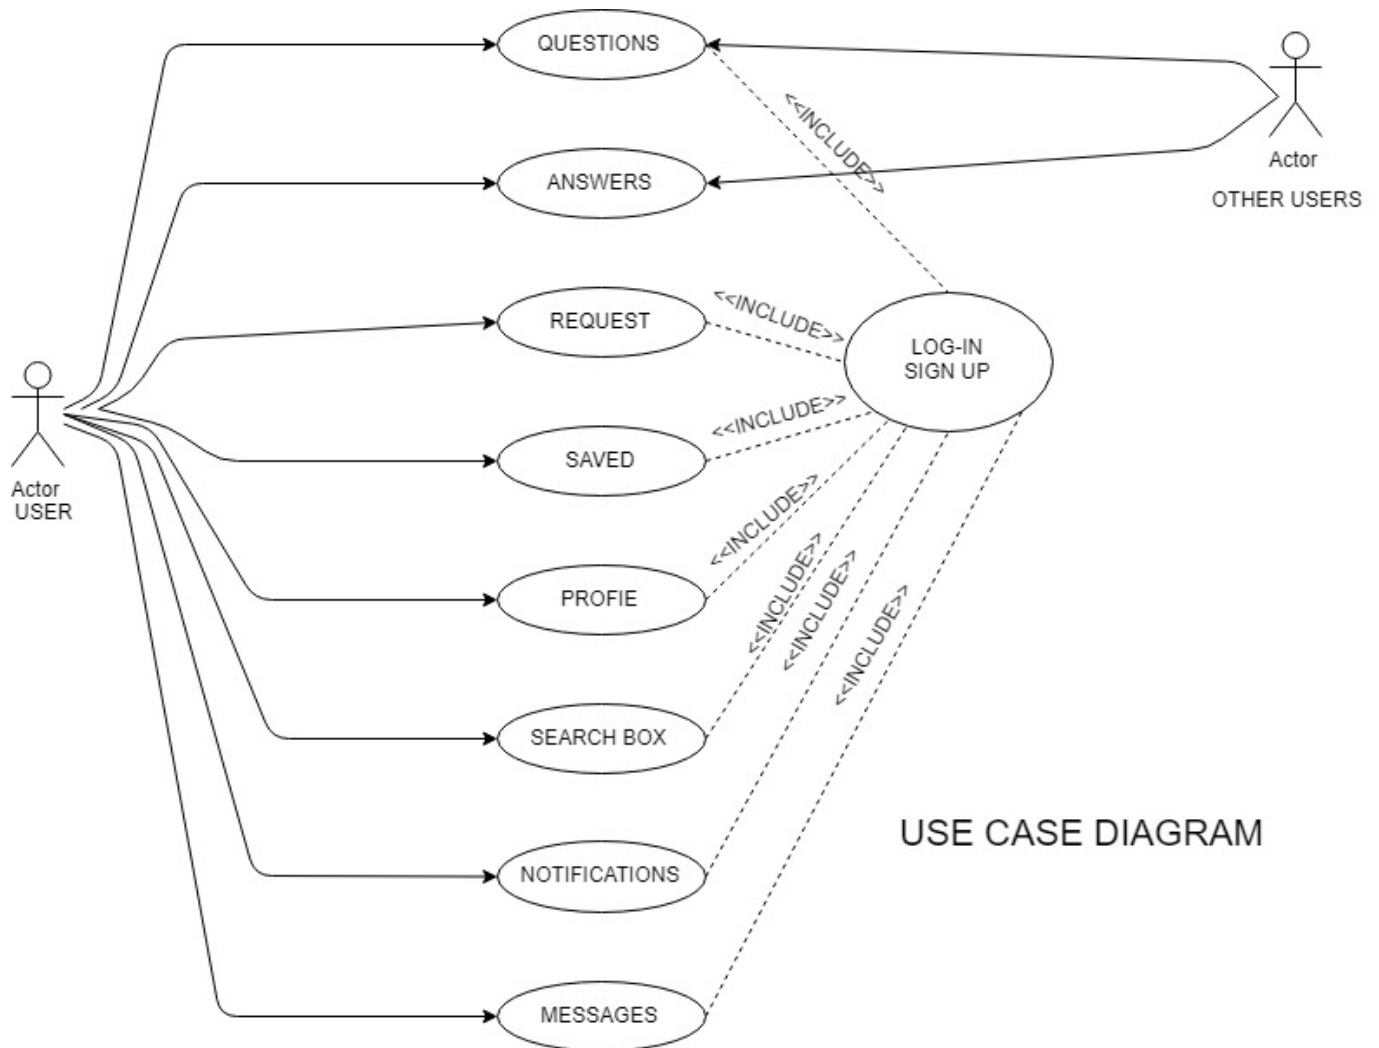 QUESTIONS
<<INCLUDE>>
Actor
OTHER USERS
ANSWERS
REQUEST
<<INCLUDE>>
LOG-IN
SIGN UP
<<INCLUDE>>
SAVED
Actor
USER
<<INCLUDE>>
PROFIE
<<INCLUDE>>
<<INCLUDE>>
<<INCLUDE>>
SEARCH BOX
USE CASE DIAGRAM
NOTIFICATIONS
MESSAGES